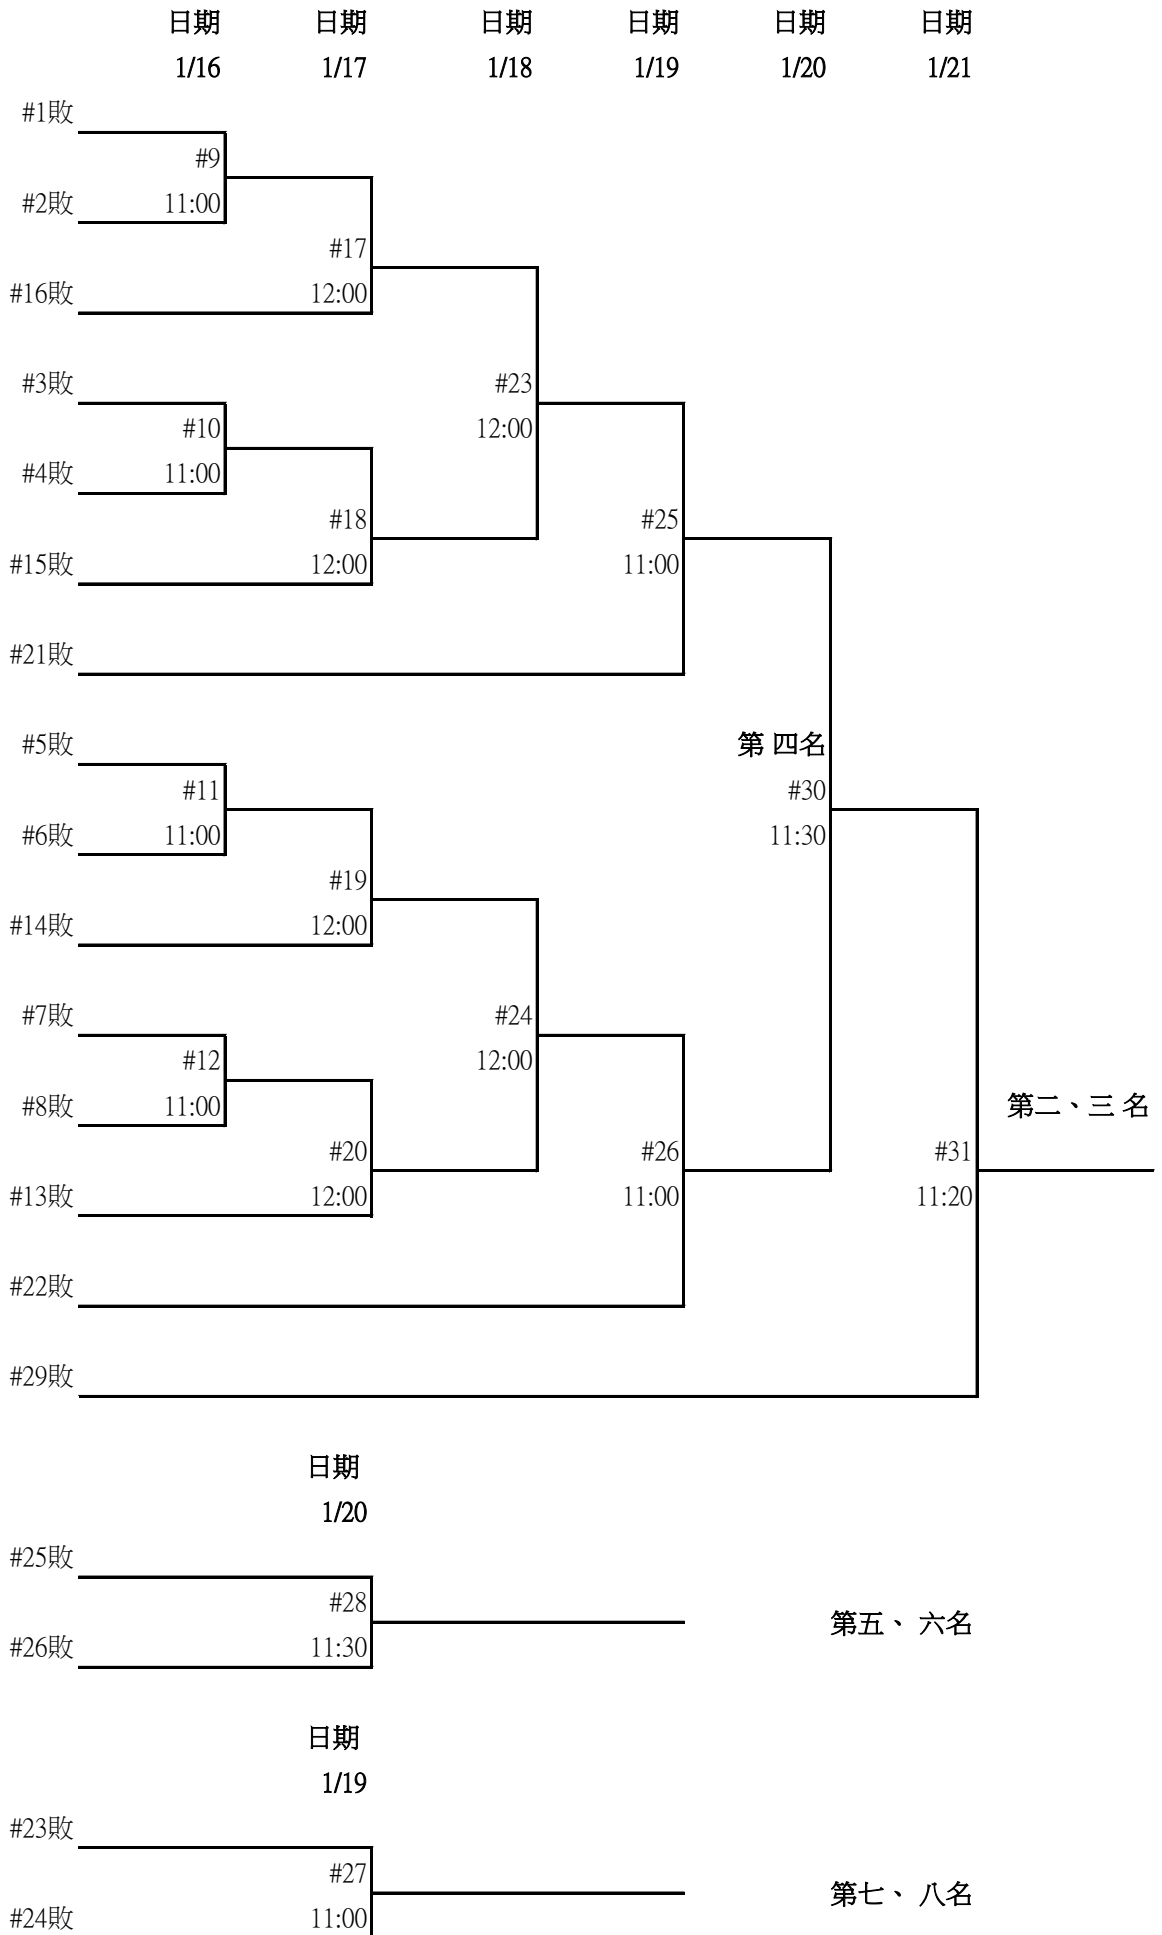 日期 日期 日期 日期 日期 日期
1/16 1/17 1/18 1/19 1/20 1/21
#1敗
#9
#2敗 11:00
#17
#16敗 12:00
#3敗 #23
#10 12:00
#4敗 11:00
#18 #25
#15敗 12:00 11:00
#21敗
#5敗 第 四名
#11 #30
#6敗 11:00 11:30
#19
#14敗 12:00
#7敗 #24
#12 12:00
#8敗 11:00 第二、三 名
#20 #26 #31
#13敗 12:00 11:00 11:20
#22敗
#29敗
日期
1/20
#25敗
#28 第五、 六名
#26敗 11:30
日期
1/19
#23敗
#27 第七、 八名
#24敗 11:00